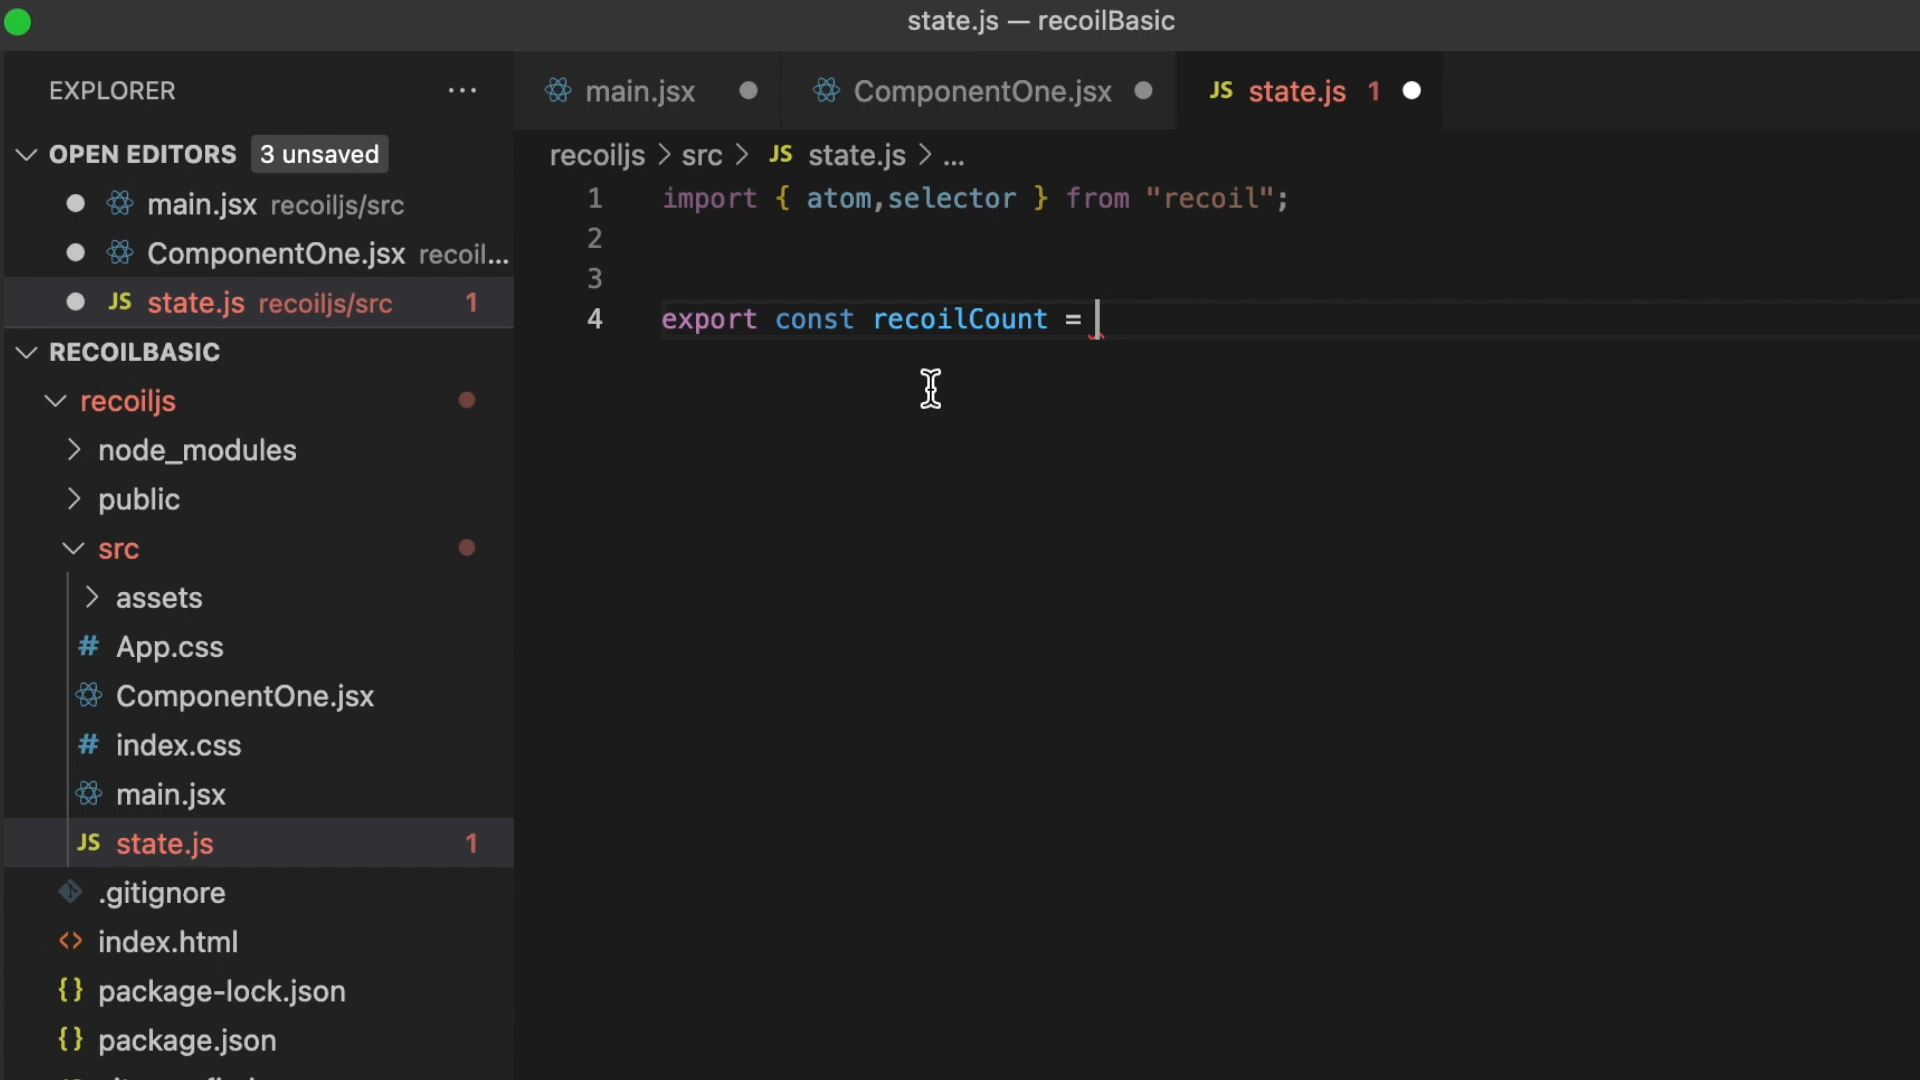 state.js — recoilBasic
EXPLORER ...
OPEN EDITORS 3 unsaved
main.jsx recoiljs/src
ComponentOne.jsx recoil...
JS state.js recoiljs/src 1
RECOILBASIC
recoiljs
node_modules
public
src
assets
# App.css
ComponentOne.jsx
# index.css
main.jsx
JS state.js 1
.gitignore
<> index.html
{} package-lock.json
{} package.json
main.jsx ComponentOne.jsx JS state.js 1
recoiljs > src > JS state.js > ...
1 import { atom,selector } from "recoil";
2
3
4 export const recoilCount =